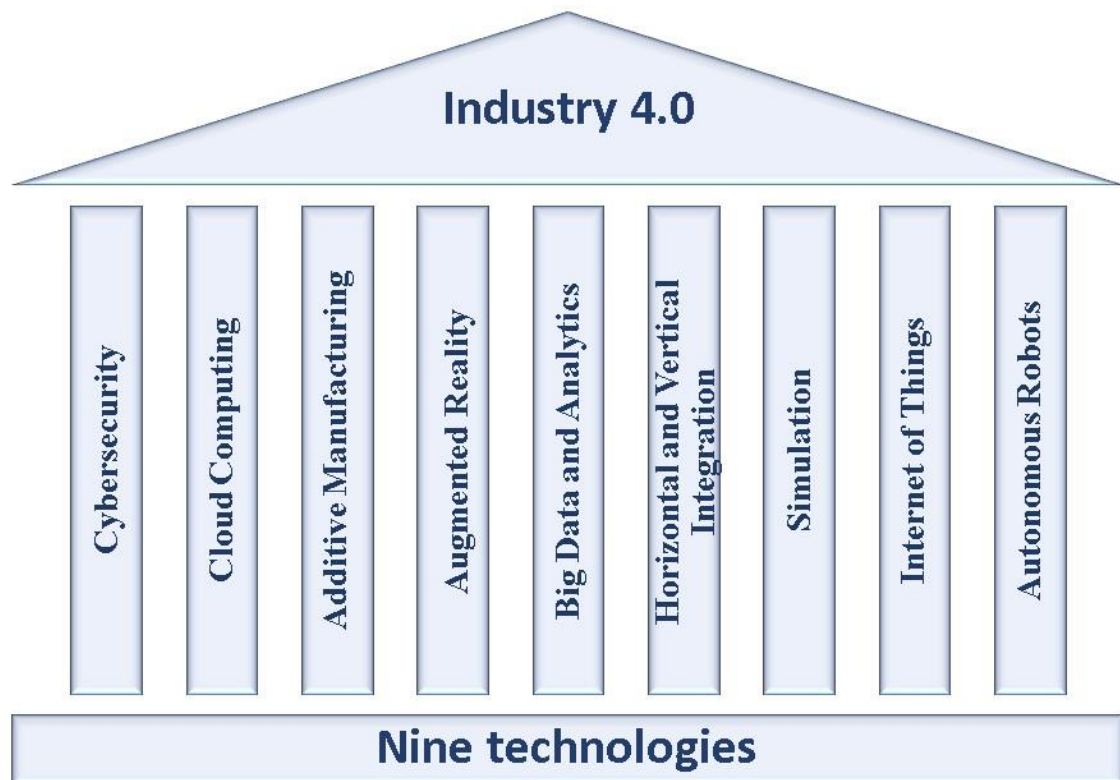 Industry 4.0
Cybersecurity
Cloud Computing
Additive Manufacturing
Augmented Reality
Big Data and Analytics
Horizontal and Vertical
Integration
Simulation
Internet of Things
Autonomous Robots
Nine technologies